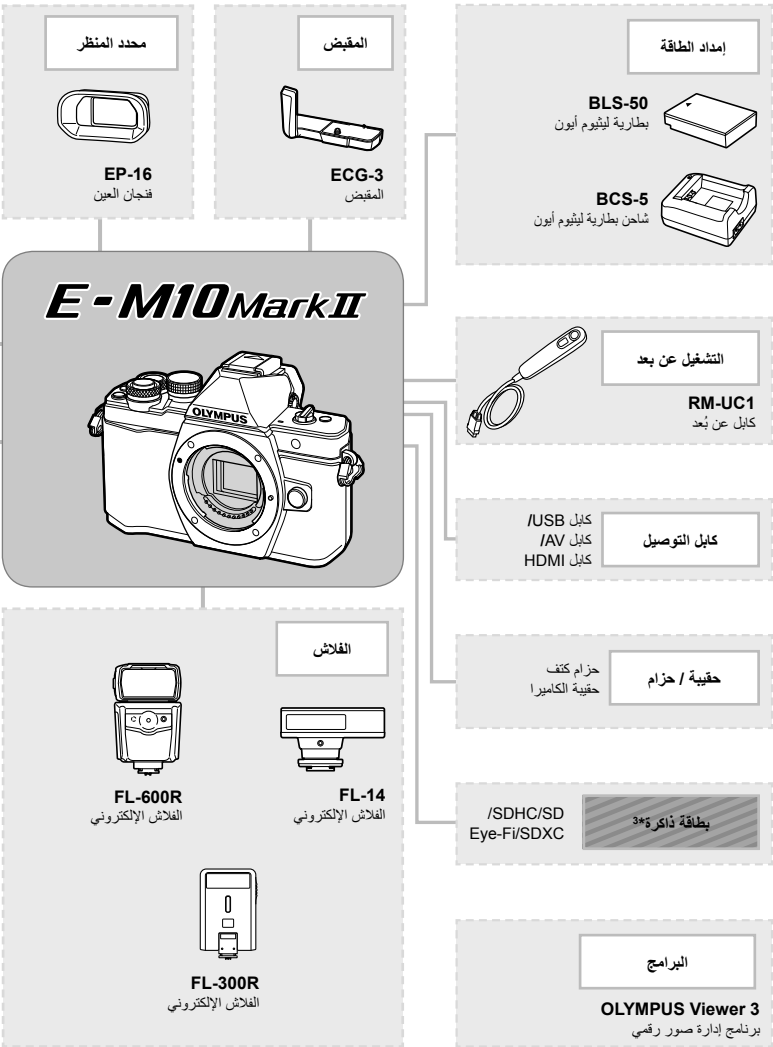 إمداد الطاقة
BLS-50
بطارية ليثيوم أيون
BCS-5
شاحن بطارية ليثيوم أيون
المقبض
ECG-3
المقبض
محدد المنظر
EP-16
فنجان العين
E-M10 Mark II
OLYMPUS
التشغيل عن بعد
RM-UC1
كابل عن بُعد
كابل التوصيل
كابل USB/
كابل AV/
كابل HDMI
حقيبة / حزام
حزام كتف
حقيبة الكاميرا
بطاقة ذاكرة*3
SDHC/SD/
Eye-Fi/SDXC
البرامج
OLYMPUS Viewer 3
برنامج إدارة صور رقمي
الفلاش
FL-14
الفلاش الإلكتروني
FL-600R
الفلاش الإلكتروني
FL-300R
الفلاش الإلكتروني